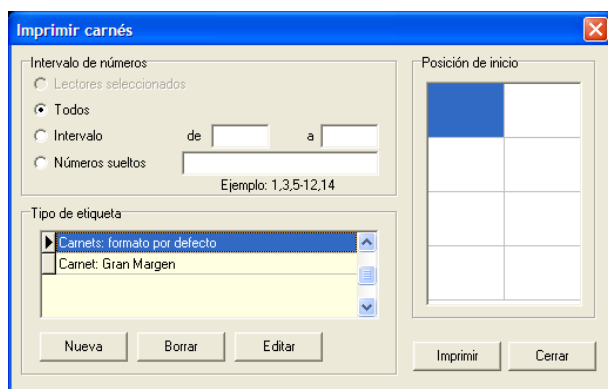 Imprimir carnés
Intervalo de números
Lectores seleccionados
Todos
Intervalo de a
Números sueltos
Ejemplo: 1,3,5-12,14
Tipo de etiqueta
Carnets: formato por defecto
Carnet: Gran Margen
Nueva Borrar Editar
Posición de inicio
Imprimir Cerrar